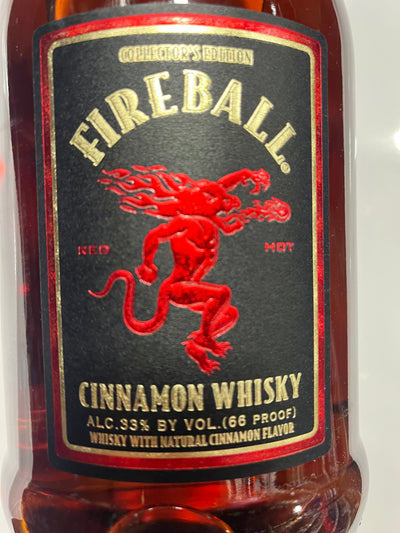 COLLECTOR'S EDITION
FIREBALL®
RED HOT
CINNAMON WHISKY
ALC.33% BY VOL.(66 PROOF)
WHISKY WITH NATURAL CINNAMON FLAVOR